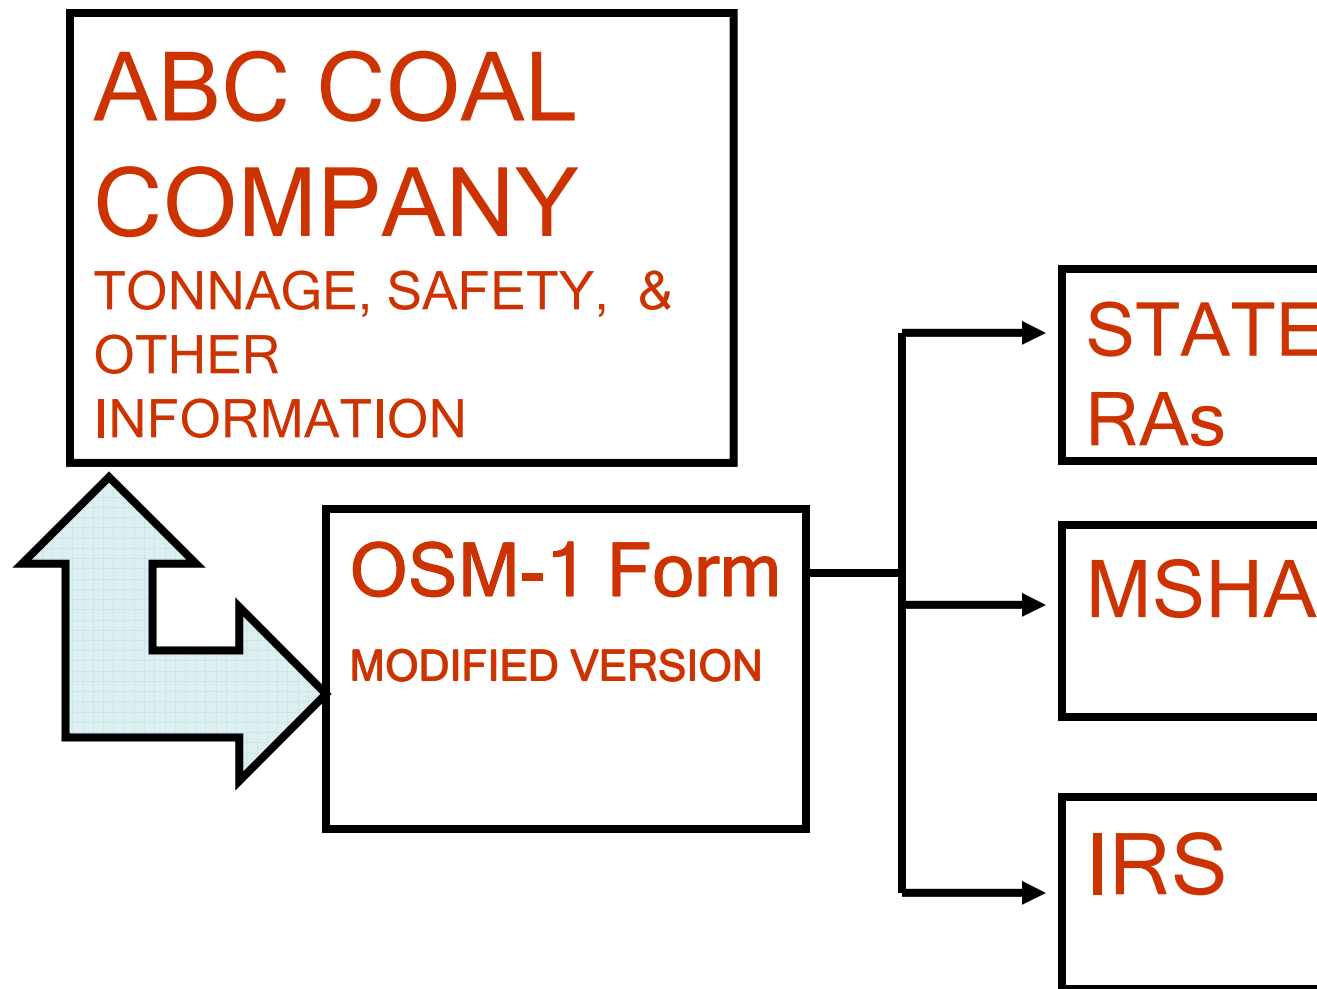 ABC COAL
COMPANY
TONNAGE, SAFETY, &
OTHER
INFORMATION
OSM-1 Form
MODIFIED VERSION
STATE
RAs
MSHA
IRS